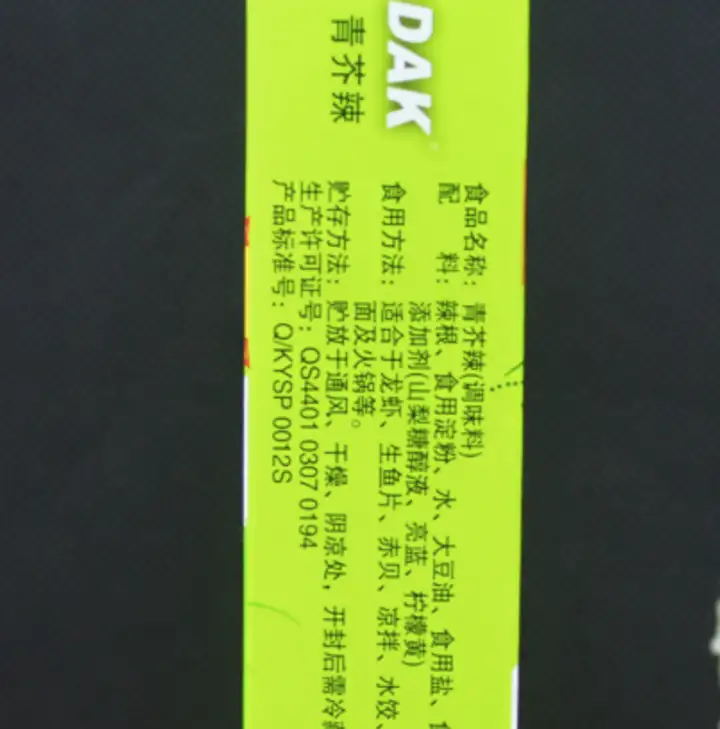 DAK
青芥辣
食品名称：青芥辣(调味料)
配 料：辣根、食用淀粉、水、大豆油、食用盐、
添加剂(山梨糖醇液、亮蓝、柠檬黄)
食用方法：适合于龙虾、生鱼片、赤贝、凉拌、水饺、
面及火锅等。
贮存方法：贮放于通风、干燥、阴凉处，开封后需冷
生产许可证号：QS4401 0307 0194
产品标准号：Q/KYSP 0012S